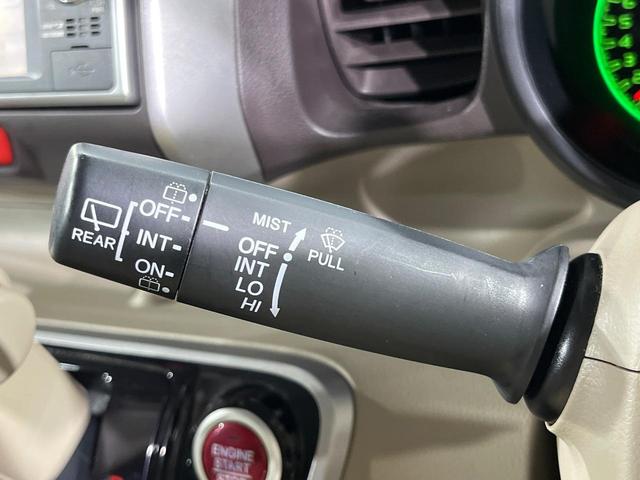 REAR
OFF
INT
ON
MIST
OFF
INT
LO
HI
PULL
ENGINE
START